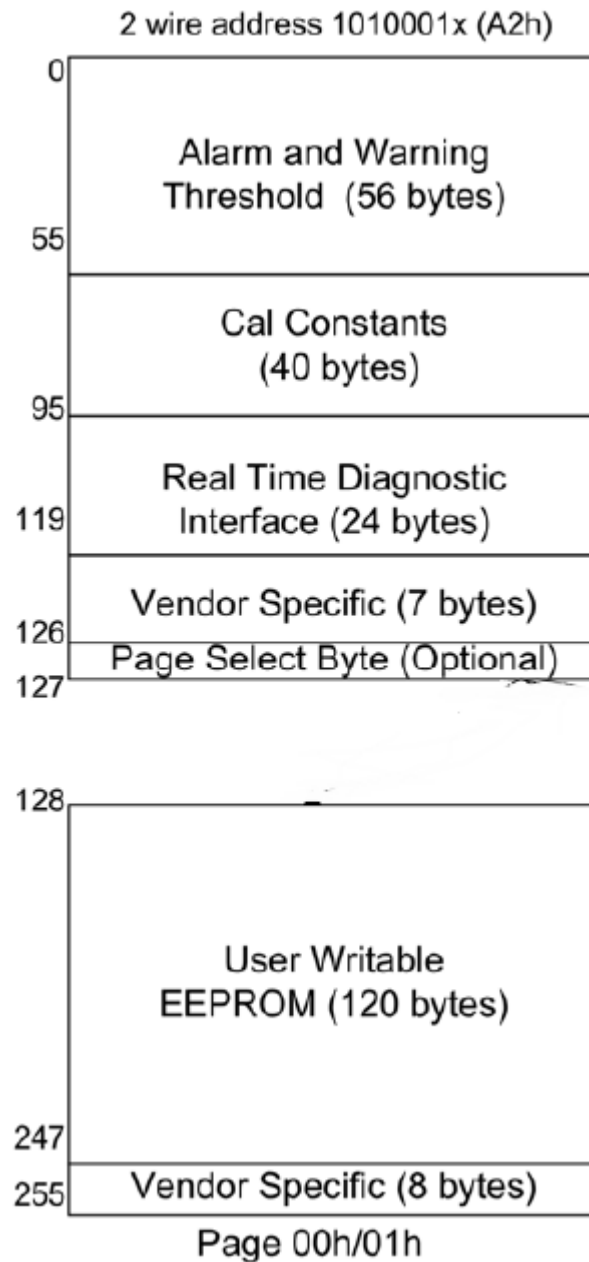 2 wire address 1010001x (A2h)
0
Alarm and Warning
Threshold (56 bytes)
55
Cal Constants
(40 bytes)
95
Real Time Diagnostic
119
Interface (24 bytes)
Vendor Specific (7 bytes)
126
Page Select Byte (Optional)
127
128
User Writable
EEPROM (120 bytes)
247
Vendor Specific (8 bytes)
255
Page 00h/01h